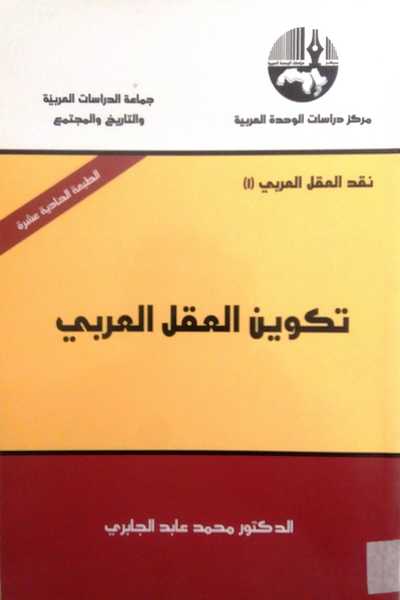 مركز دراسات الوحدة العربية
جماعة الدراسات العربية
والتاريخ والمجتمع
نقد العقل العربي (١)
الطبعة الحادية عشرة
تكوين العقل العربي
الدكتور محمد عابد الجابري